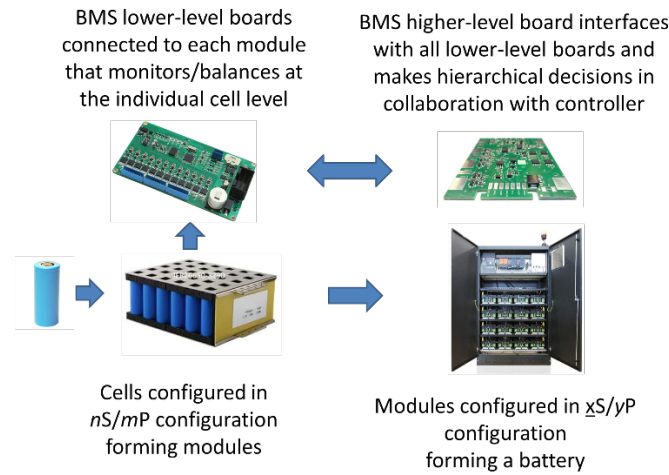 BMS lower-level boards
connected to each module
that monitors/balances at
the individual cell level
BMS higher-level board interfaces
with all lower-level boards and
makes hierarchical decisions in
collaboration with controller
Cells configured in
nS/mP configuration
forming modules
Modules configured in xS/yP
configuration
forming a battery